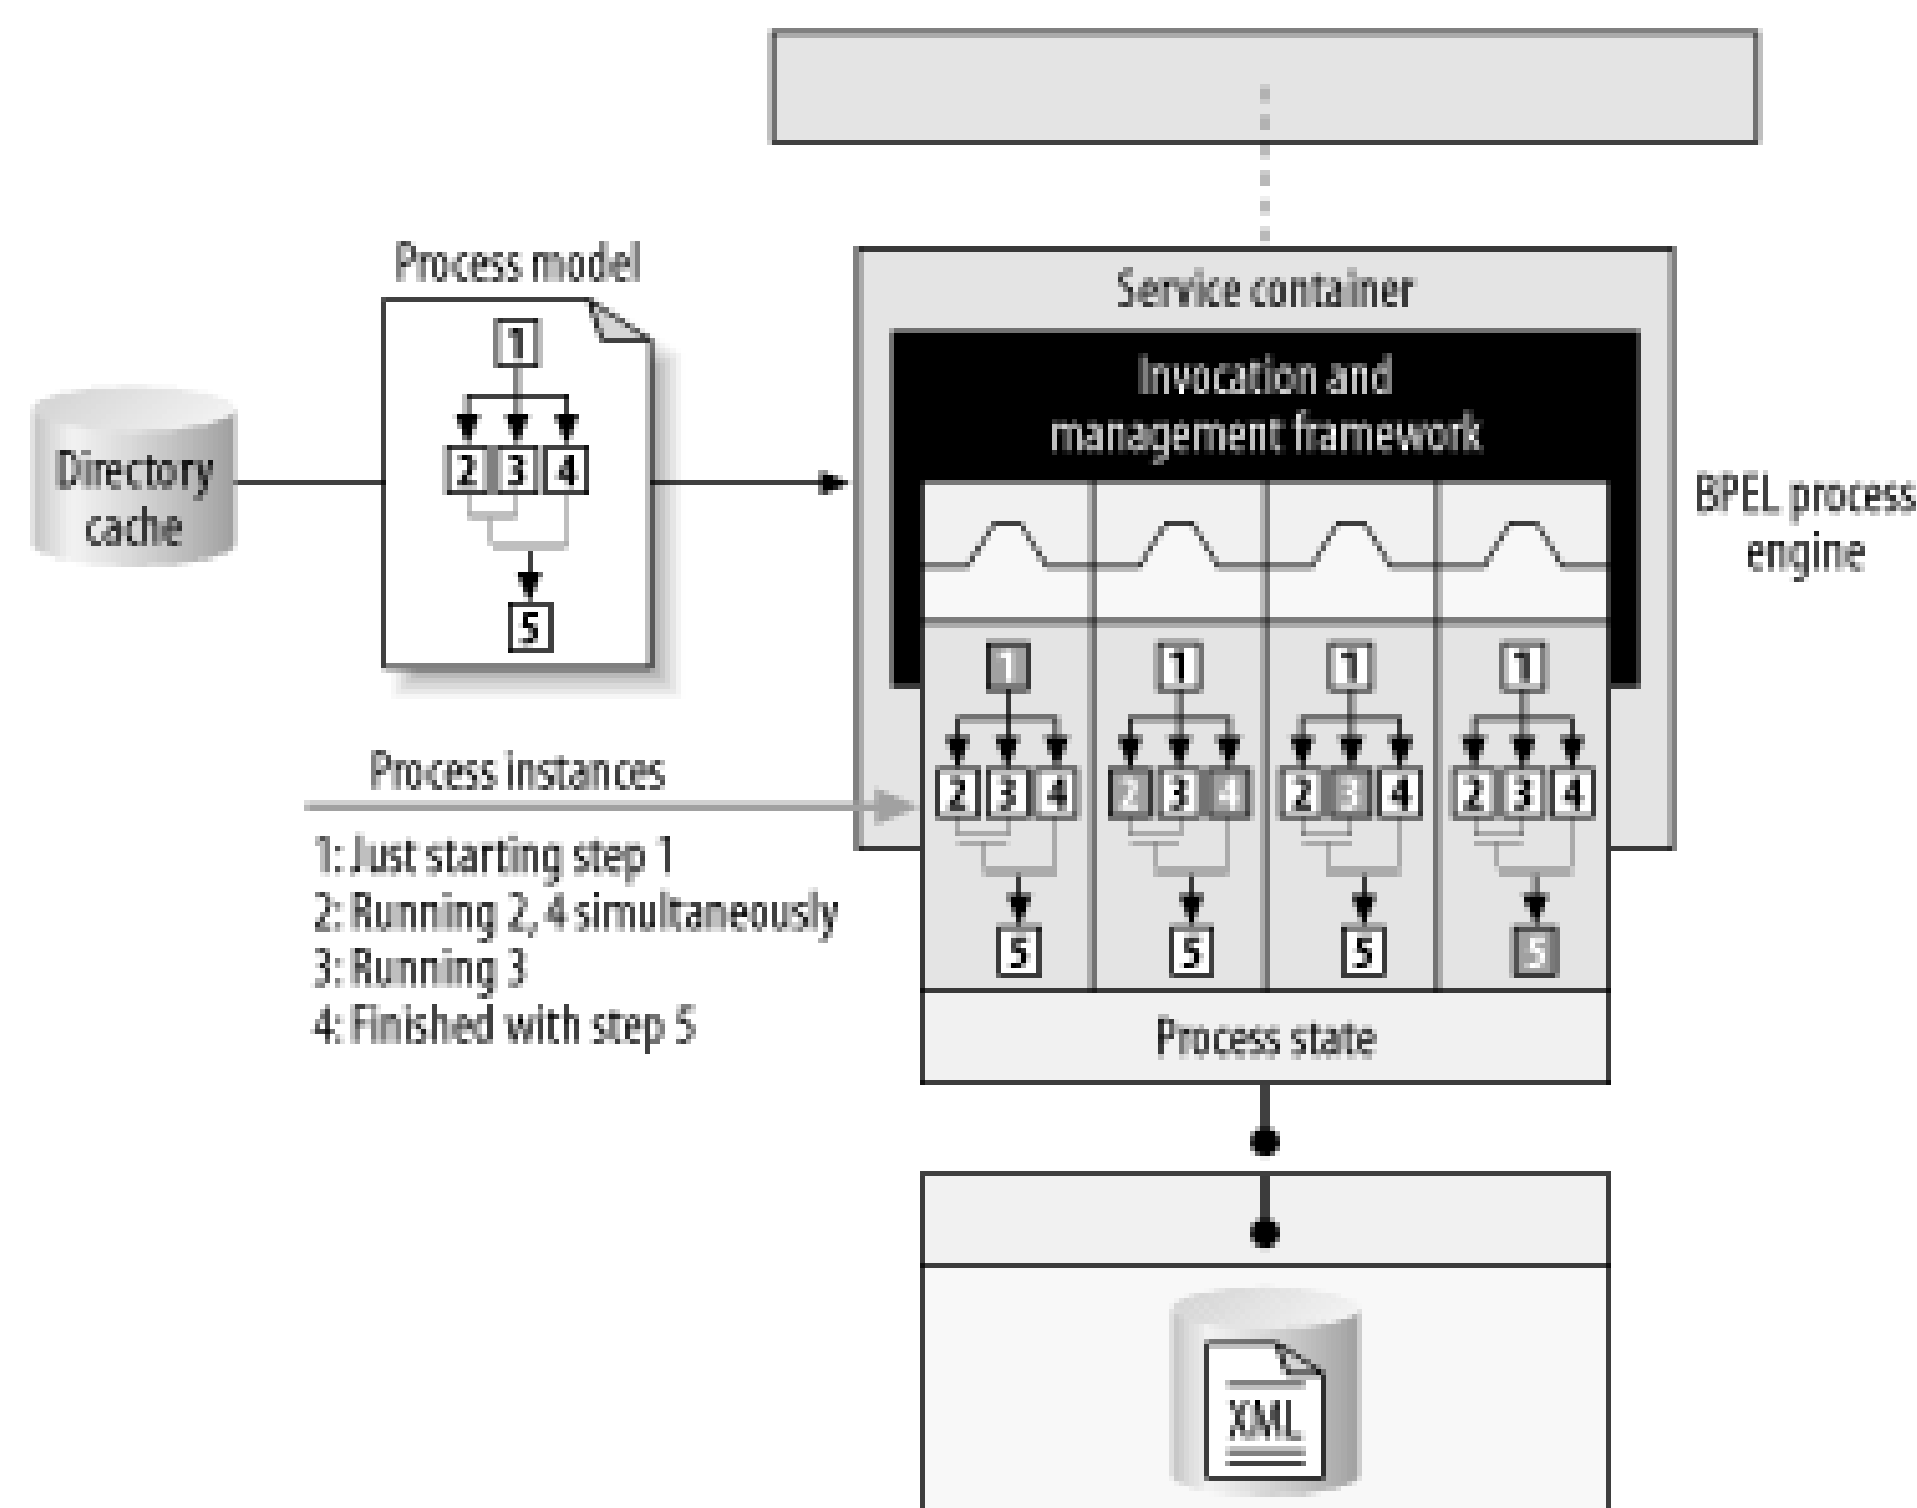 Process model
1
2 3 4
5
Directory
cache
Service container
Invocation and
management framework
BPEL process
engine
1
2 3 4
5
1
2 3 4
5
1
2 3 4
5
1
2 3 4
5
Process instances
1: Just starting step 1
2: Running 2, 4 simultaneously
3: Running 3
4: Finished with step 5
Process state
XML